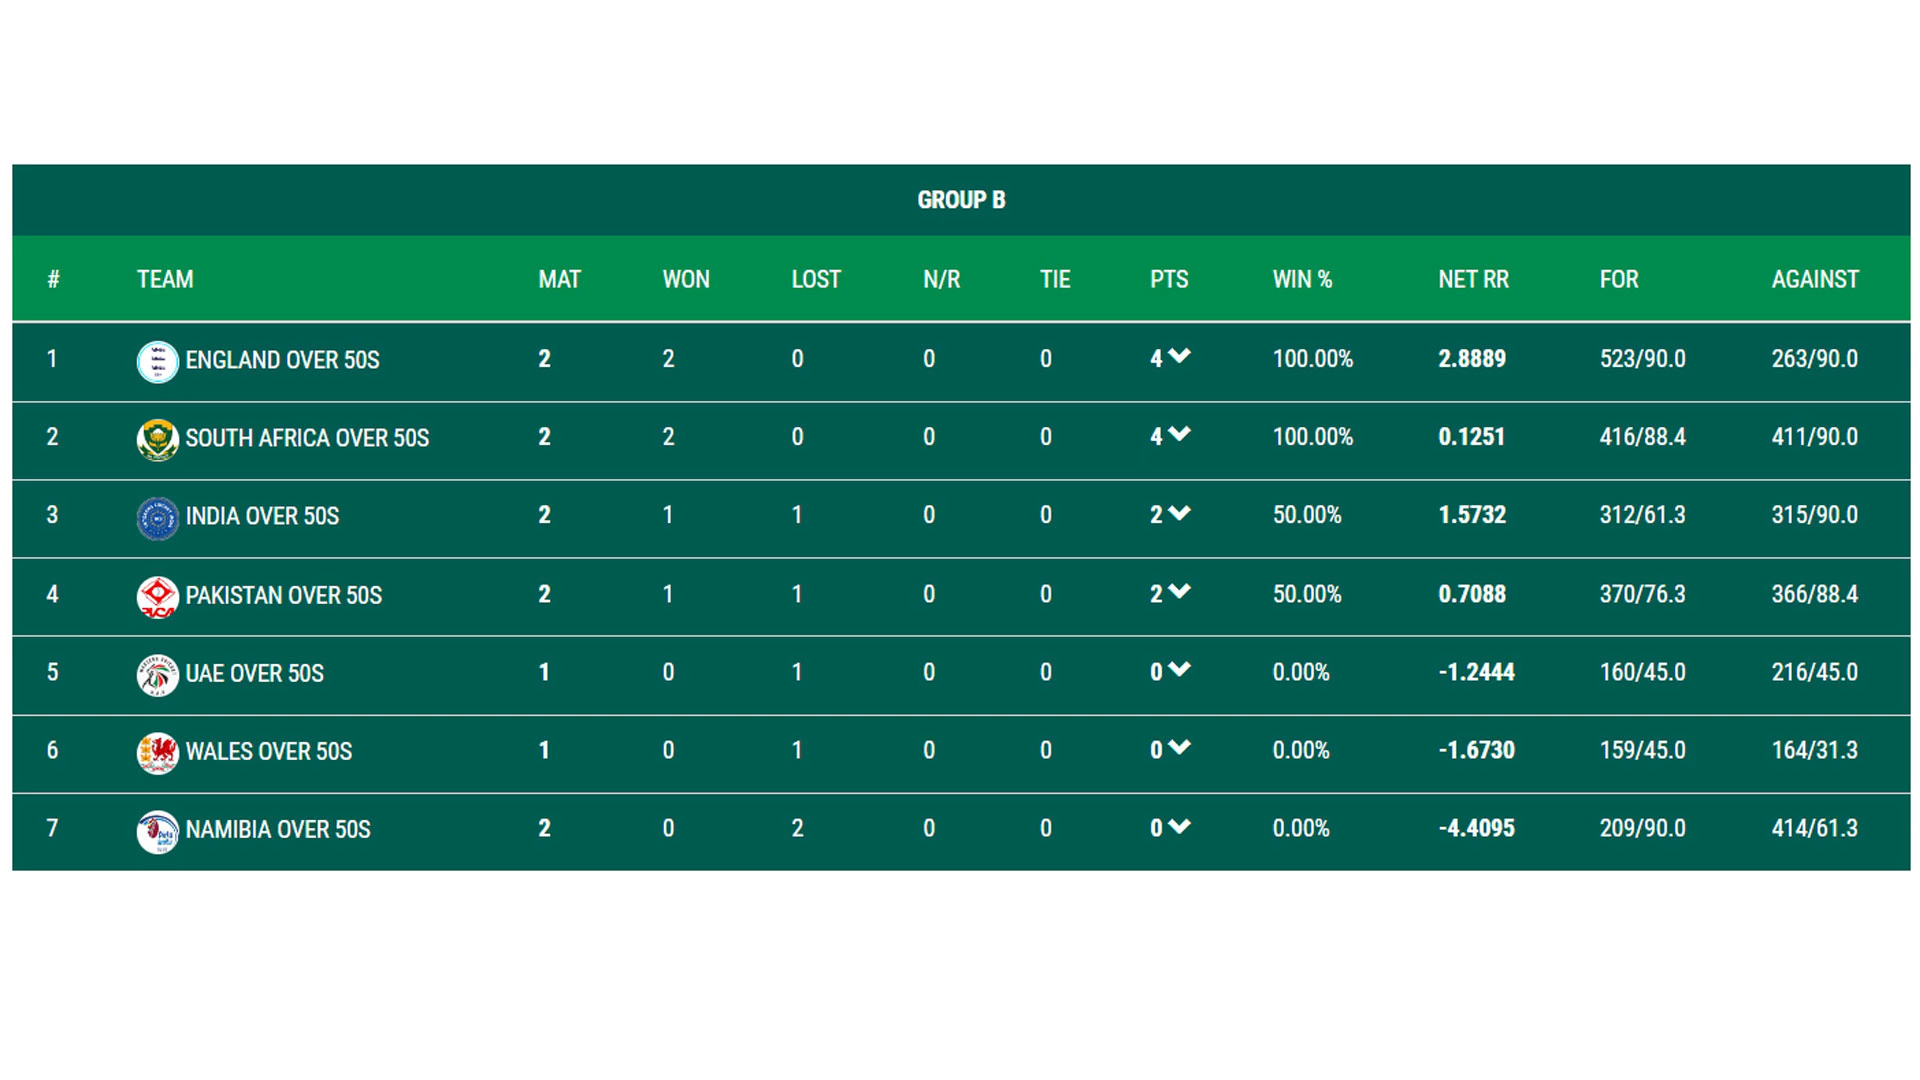 GROUP B
# TEAM MAT WON LOST N/R TIE PTS WIN % NET RR FOR AGAINST
1 ENGLAND OVER 50S 2 2 0 0 0 4 100.00% 2.8889 523/90.0 263/90.0
2 SOUTH AFRICA OVER 50S 2 2 0 0 0 4 100.00% 0.1251 416/88.4 411/90.0
3 INDIA OVER 50S 2 1 1 0 0 2 50.00% 1.5732 312/61.3 315/90.0
4 PAKISTAN OVER 50S 2 1 1 0 0 2 50.00% 0.7088 370/76.3 366/88.4
5 UAE OVER 50S 1 0 1 0 0 0 0.00% -1.2444 160/45.0 216/45.0
6 WALES OVER 50S 1 0 1 0 0 0 0.00% -1.6730 159/45.0 164/31.3
7 NAMIBIA OVER 50S 2 0 2 0 0 0 0.00% -4.4095 209/90.0 414/61.3